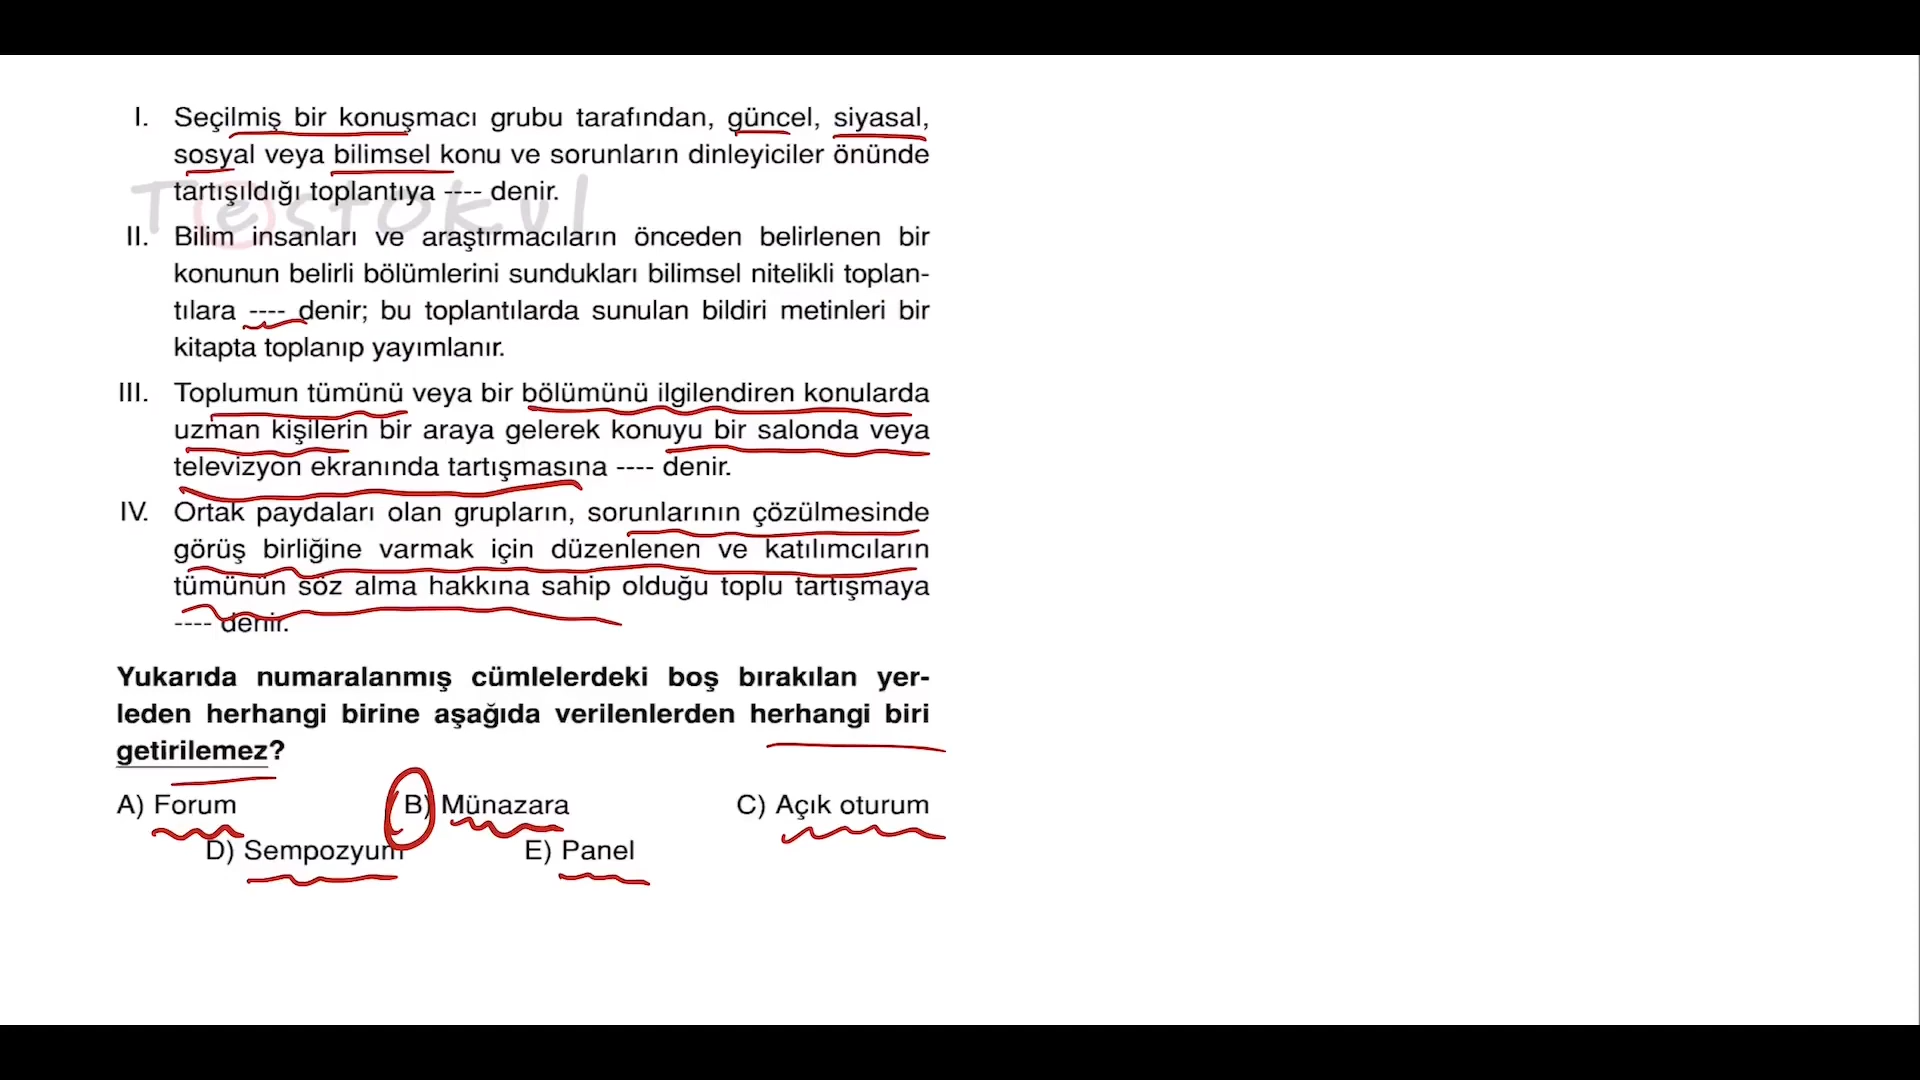 I. Seçilmiş bir konuşmacı grubu tarafından, güncel, siyasal,
sosyal veya bilimsel konu ve sorunların dinleyiciler önünde
tartışıldığı toplantıya ---- denir.
Testokul
II. Bilim insanları ve araştırmacıların önceden belirlenen bir
konunun belirli bölümlerini sundukları bilimsel nitelikli toplan-
tılara ---- denir; bu toplantılarda sunulan bildiri metinleri bir
kitapta toplanıp yayımlanır.
III. Toplumun tümünü veya bir bölümünü ilgilendiren konularda
uzman kişilerin bir araya gelerek konuyu bir salonda veya
televizyon ekranında tartışmasına ---- denir.
IV. Ortak paydaları olan grupların, sorunlarının çözülmesinde
görüş birliğine varmak için düzenlenen ve katılımcıların
tümünün söz alma hakkına sahip olduğu toplu tartışmaya
---- denir.
Yukarıda numaralanmış cümlelerdeki boş bırakılan yer-
leden herhangi birine aşağıda verilenlerden herhangi biri
getirilemez?
A) Forum B) Münazara C) Açık oturum
D) Sempozyum E) Panel